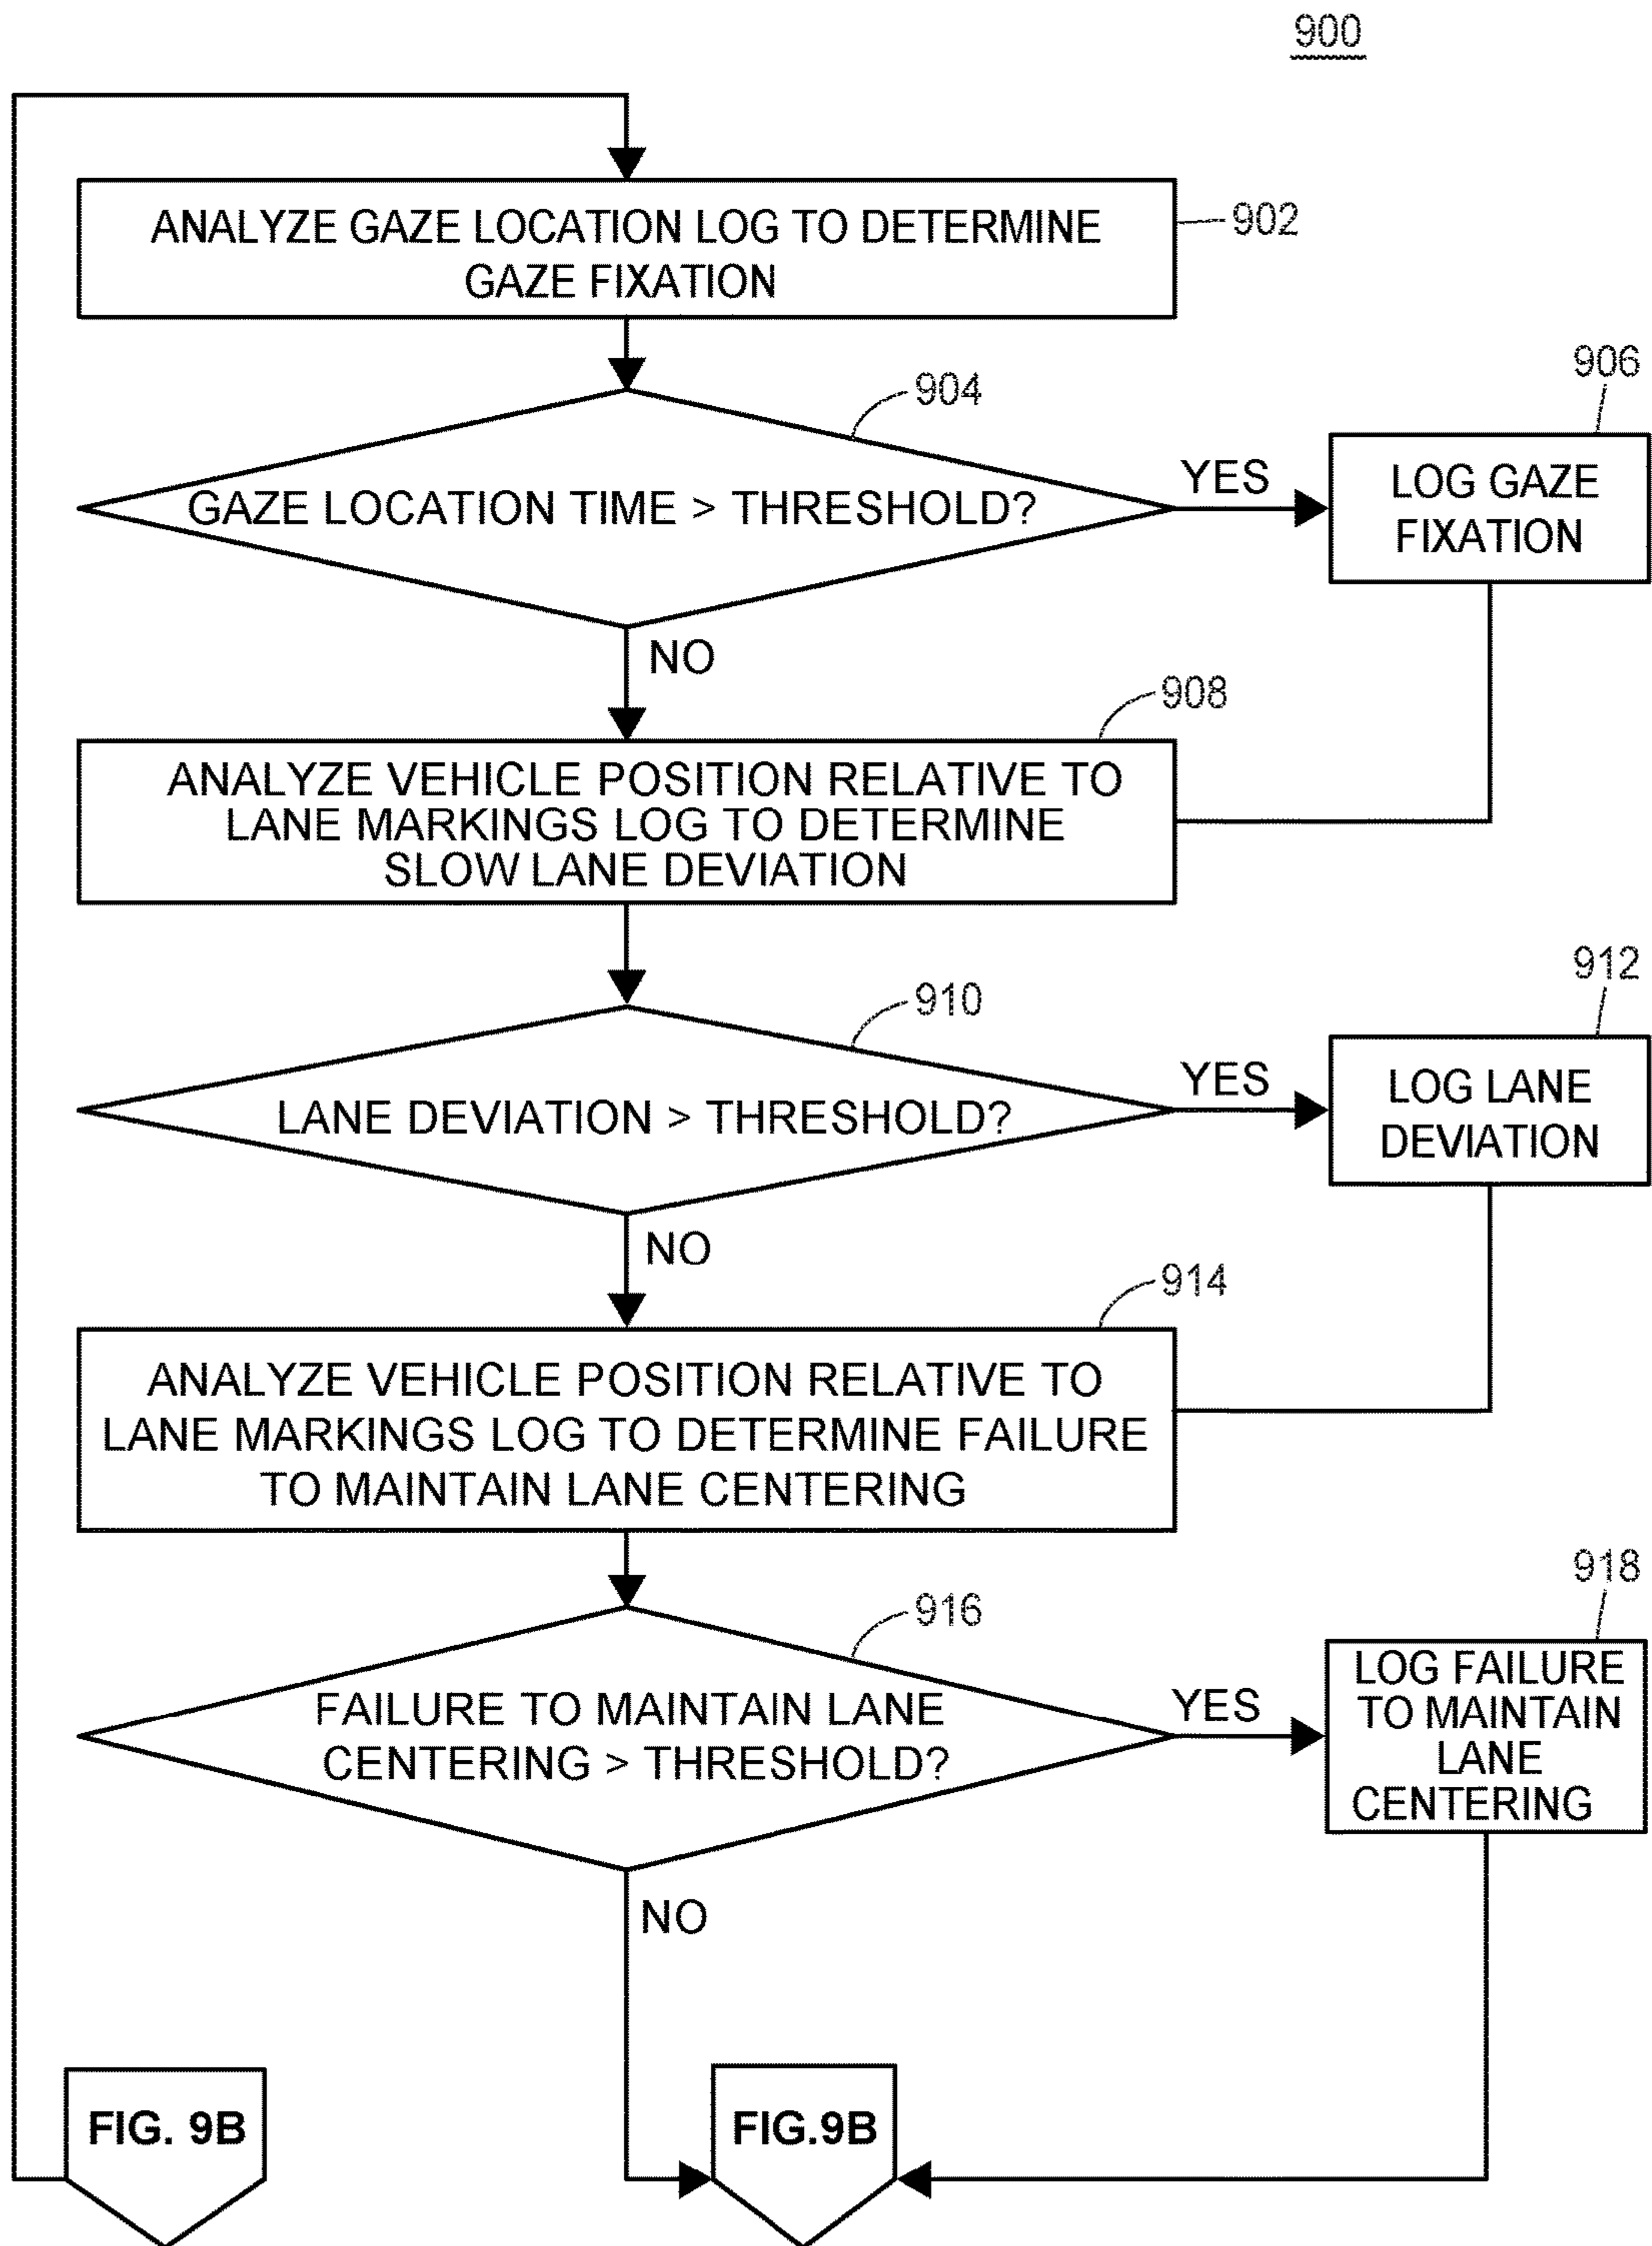 900
ANALYZE GAZE LOCATION LOG TO DETERMINE
GAZE FIXATION
902
904
GAZE LOCATION TIME > THRESHOLD?
YES
906
LOG GAZE
FIXATION
NO
908
ANALYZE VEHICLE POSITION RELATIVE TO
LANE MARKINGS LOG TO DETERMINE
SLOW LANE DEVIATION
910
LANE DEVIATION > THRESHOLD?
YES
912
LOG LANE
DEVIATION
NO
914
ANALYZE VEHICLE POSITION RELATIVE TO
LANE MARKINGS LOG TO DETERMINE FAILURE
TO MAINTAIN LANE CENTERING
916
FAILURE TO MAINTAIN LANE
CENTERING > THRESHOLD?
YES
918
LOG FAILURE
TO MAINTAIN
LANE
CENTERING
NO
FIG. 9B
FIG.9B